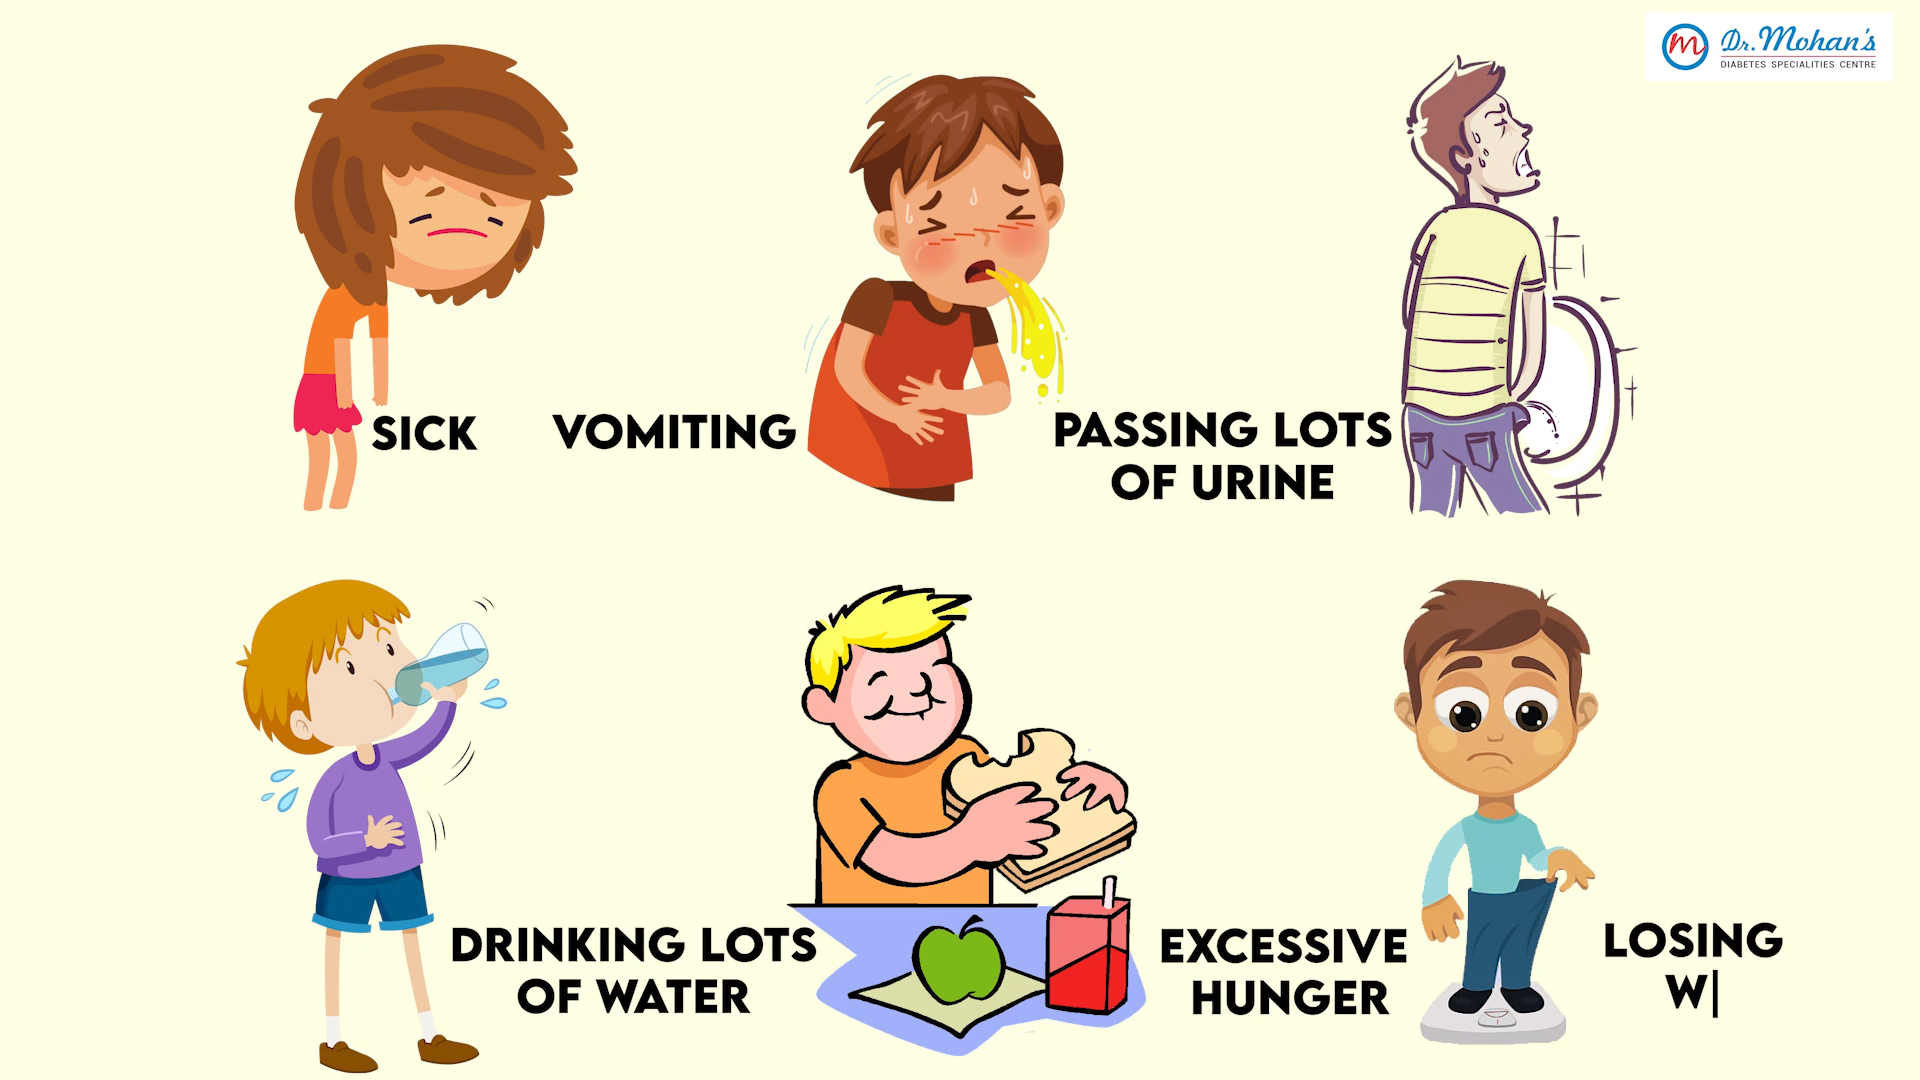 Dr. Mohan's
DIABETES SPECIALITIES CENTRE
SICK
VOMITING
PASSING LOTS
OF URINE
DRINKING LOTS
OF WATER
EXCESSIVE
HUNGER
LOSING
W|